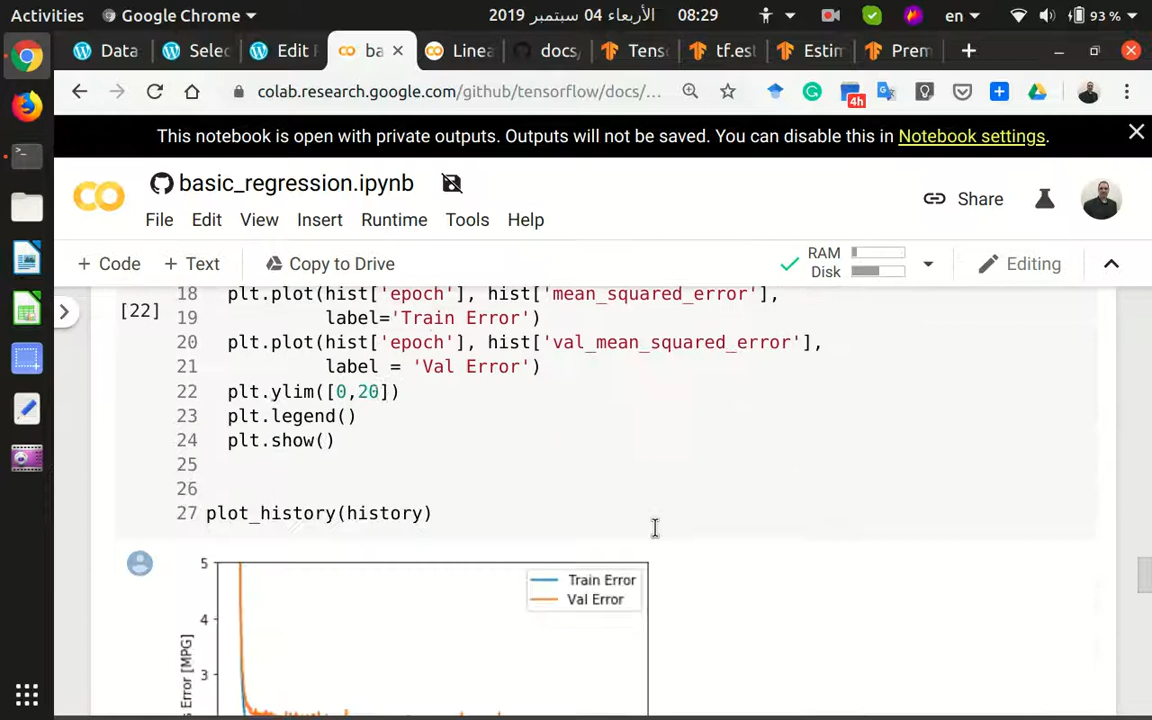 Activities Google Chrome ▾ الأربعاء 04 سبتمبر 2019 08:29 en 93 %
Data Selec Edit ba Linea docs/ Tenso tf.est Estim Prem
colab.research.google.com/github/tensorflow/docs/... 4h
This notebook is open with private outputs. Outputs will not be saved. You can disable this in Notebook settings.
basic_regression.ipynb
File Edit View Insert Runtime Tools Help
Share
+ Code + Text Copy to Drive
RAM
Disk
Editing
[22]
18 plt.plot(hist['epoch'], hist['mean_squared_error'],
19 label='Train Error')
20 plt.plot(hist['epoch'], hist['val_mean_squared_error'],
21 label = 'Val Error')
22 plt.ylim([0,20])
23 plt.legend()
24 plt.show()
25
26
27 plot_history(history)
5
4
3
s Error [MPG]
Train Error
Val Error